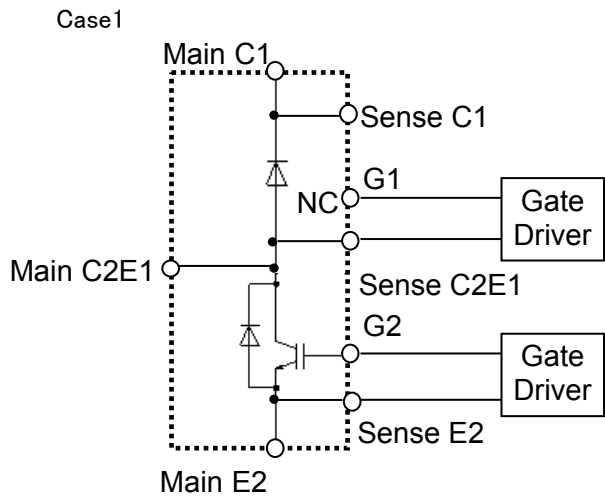 Case1
Main C1
Sense C1
G1
NC
Gate
Driver
Main C2E1
Sense C2E1
G2
Gate
Driver
Sense E2
Main E2